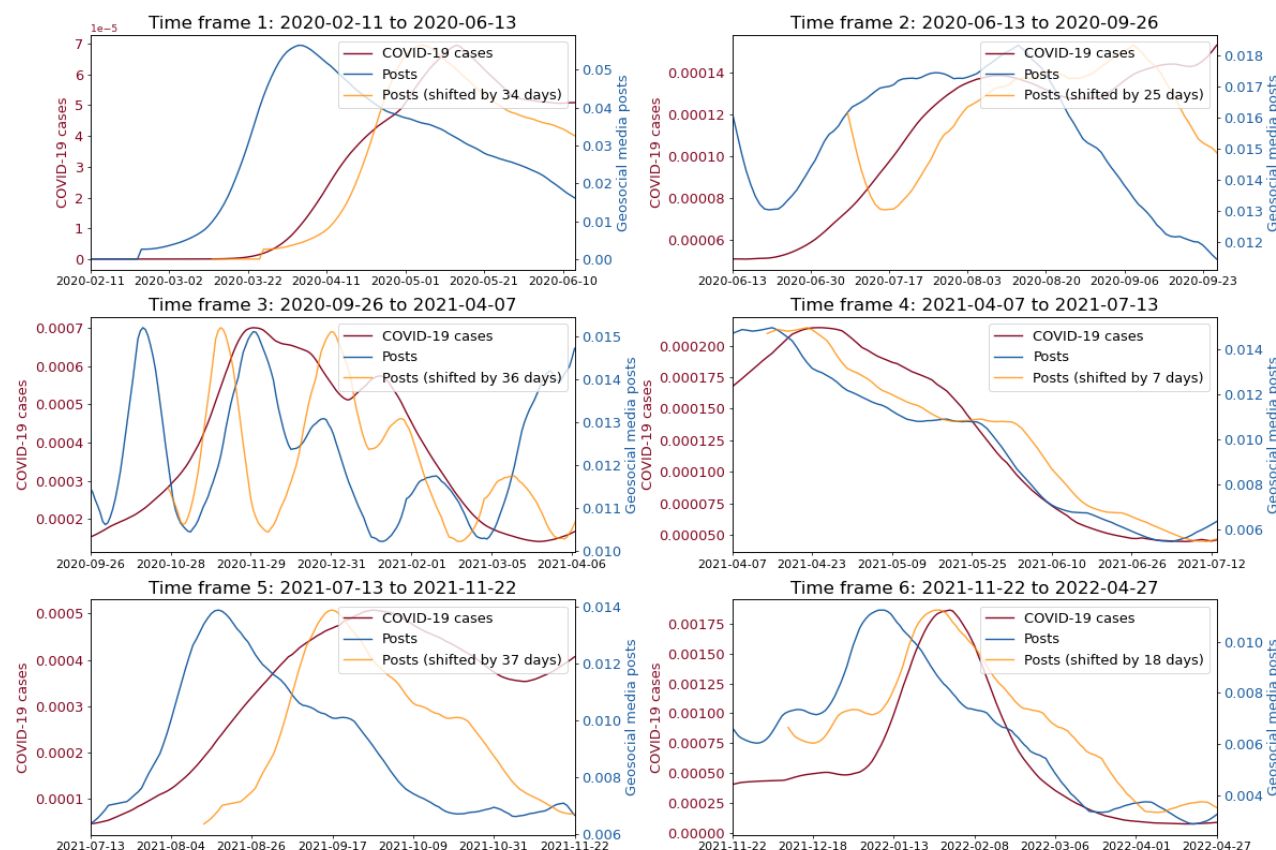 Time frame 1: 2020-02-11 to 2020-06-13
1e−5
7
6
5
4
3
2
1
0
COVID-19 cases
COVID-19 cases
Posts
Posts (shifted by 34 days)
0.05
0.04
0.03
0.02
0.01
0.00
Geosocial media posts
2020-02-11 2020-03-02 2020-03-22 2020-04-11 2020-05-01 2020-05-21 2020-06-10
Time frame 2: 2020-06-13 to 2020-09-26
0.00014
0.00012
0.00010
0.00008
0.00006
COVID-19 cases
COVID-19 cases
Posts
Posts (shifted by 25 days)
0.018
0.017
0.016
0.015
0.014
0.013
0.012
Geosocial media posts
2020-06-13 2020-06-30 2020-07-17 2020-08-03 2020-08-20 2020-09-06 2020-09-23
Time frame 3: 2020-09-26 to 2021-04-07
0.0007
0.0006
0.0005
0.0004
0.0003
0.0002
COVID-19 cases
COVID-19 cases
Posts
Posts (shifted by 36 days)
0.015
0.014
0.013
0.012
0.011
0.010
Geosocial media posts
2020-09-26 2020-10-28 2020-11-29 2020-12-31 2021-02-01 2021-03-05 2021-04-06
Time frame 4: 2021-04-07 to 2021-07-13
0.000200
0.000175
0.000150
0.000125
0.000100
0.000075
0.000050
COVID-19 cases
COVID-19 cases
Posts
Posts (shifted by 7 days)
0.014
0.012
0.010
0.008
0.006
Geosocial media posts
2021-04-07 2021-04-23 2021-05-09 2021-05-25 2021-06-10 2021-06-26 2021-07-12
Time frame 5: 2021-07-13 to 2021-11-22
0.0005
0.0004
0.0003
0.0002
0.0001
COVID-19 cases
COVID-19 cases
Posts
Posts (shifted by 37 days)
0.014
0.012
0.010
0.008
0.006
Geosocial media posts
2021-07-13 2021-08-04 2021-08-26 2021-09-17 2021-10-09 2021-10-31 2021-11-22
Time frame 6: 2021-11-22 to 2022-04-27
0.00175
0.00150
0.00125
0.00100
0.00075
0.00050
0.00025
0.00000
COVID-19 cases
COVID-19 cases
Posts
Posts (shifted by 18 days)
0.010
0.008
0.006
0.004
Geosocial media posts
2021-11-22 2021-12-18 2022-01-13 2022-02-08 2022-03-06 2022-04-01 2022-04-27